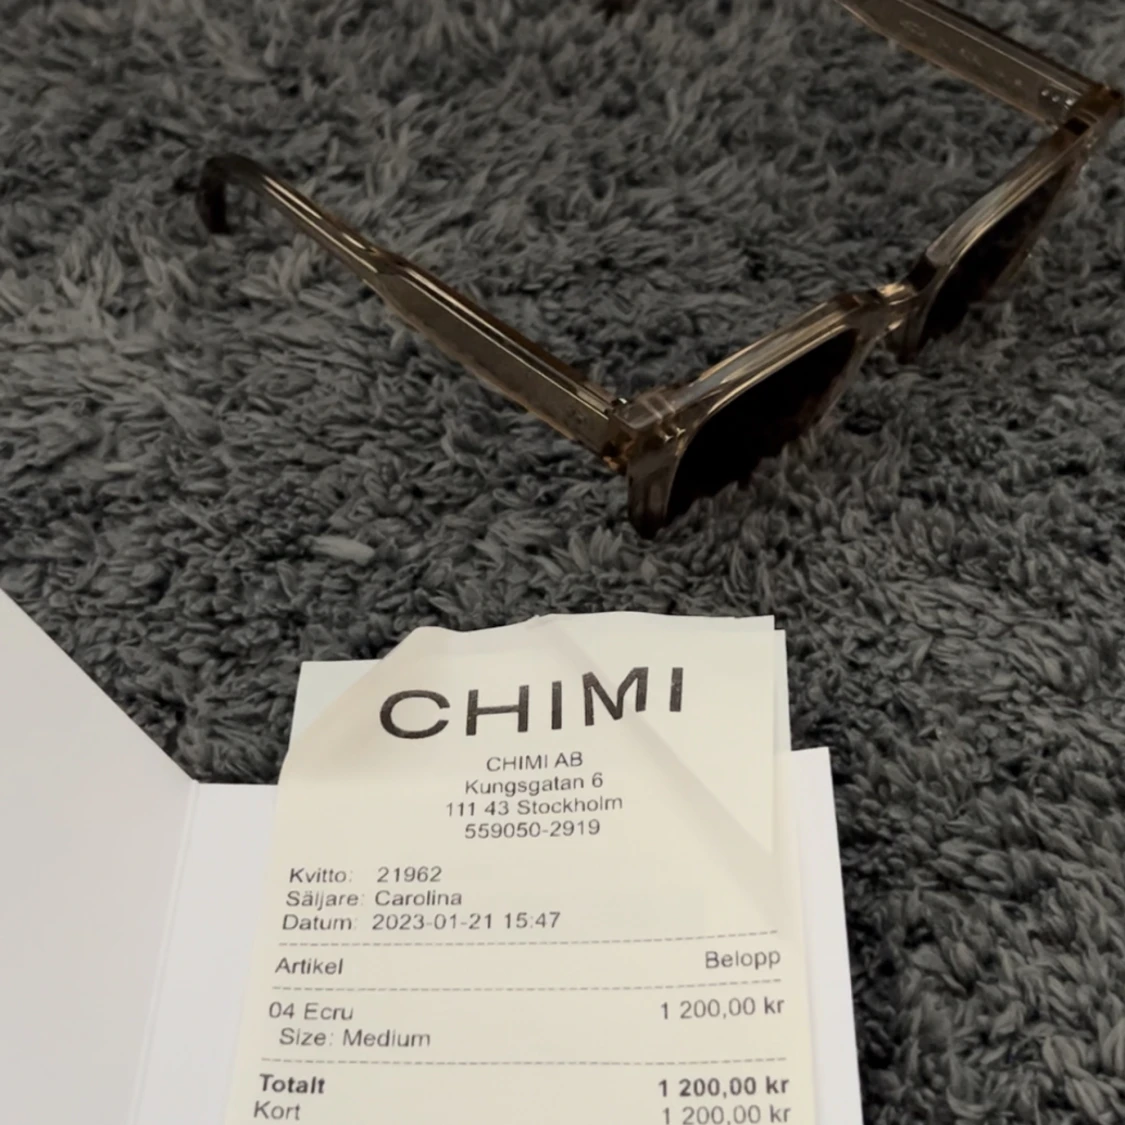 CHIMI
CHIMI AB
Kungsgatan 6
111 43 Stockholm
559050-2919
Kvitto: 21962
Säljare: Carolina
Datum: 2023-01-21 15:47
Artikel Belopp
04 Ecru 1 200,00 kr
Size: Medium
Totalt 1 200,00 kr
Kort 1 200,00 kr